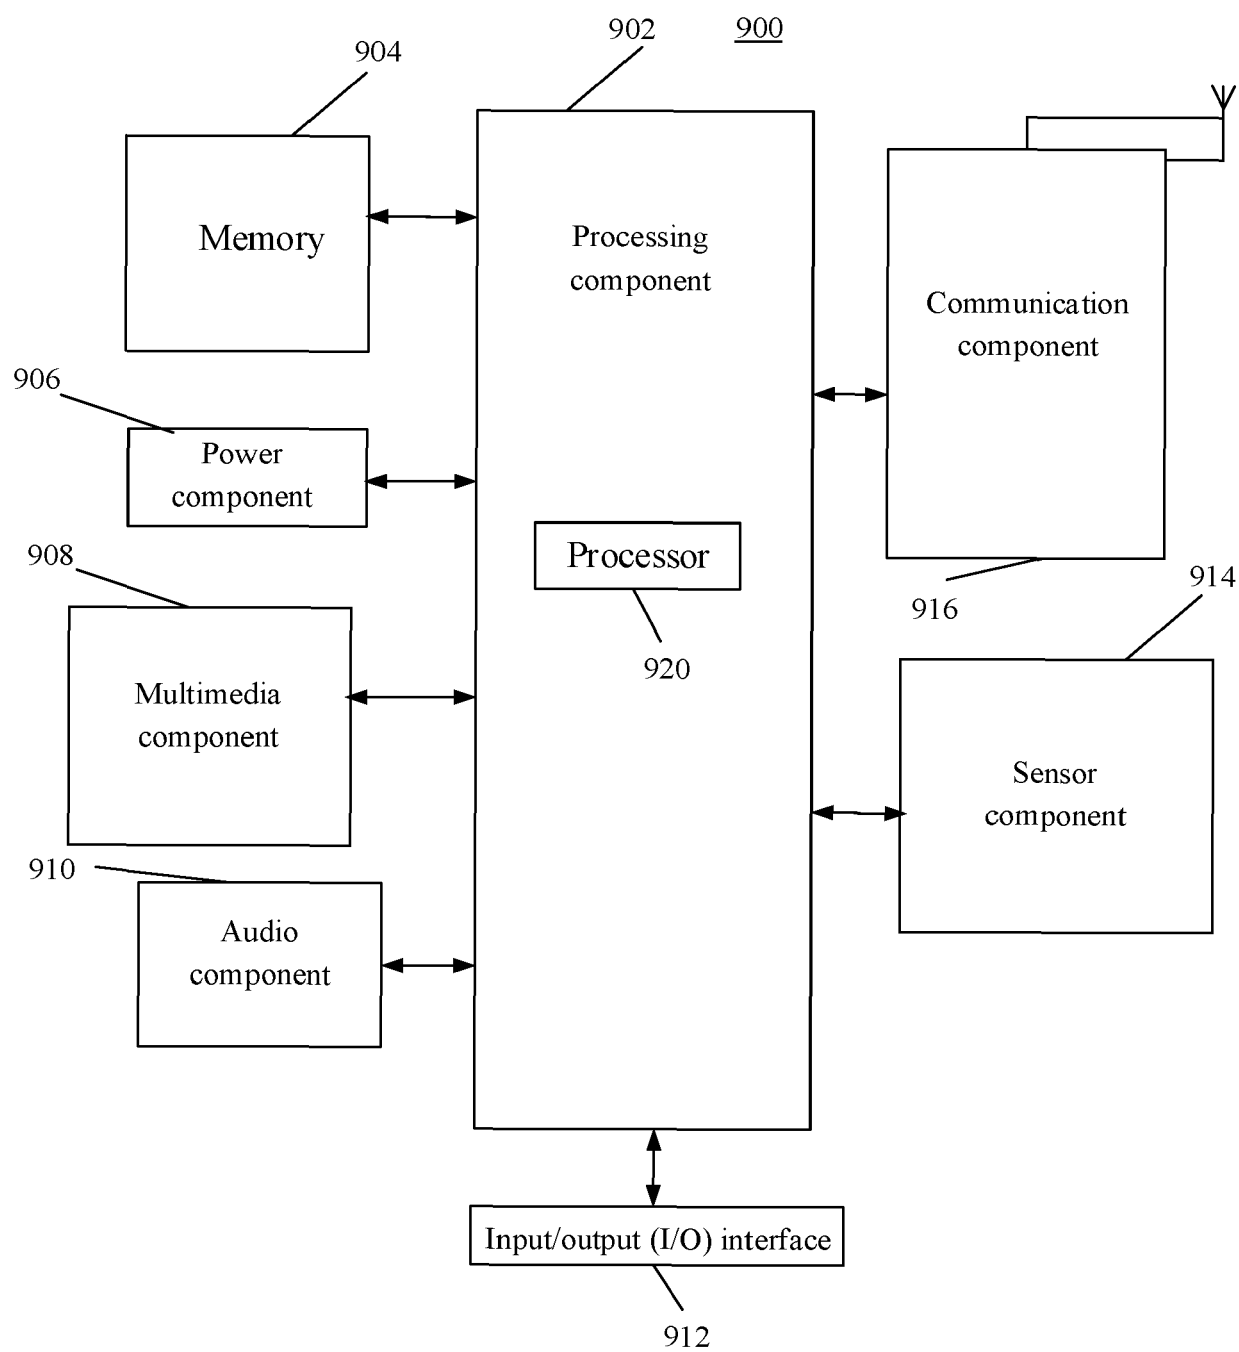 902
900
904
Memory
Processing
component
Communication
component
906
Power
component
908
Processor
914
916
920
Multimedia
component
Sensor
component
910
Audio
component
Input/output (I/O) interface
912